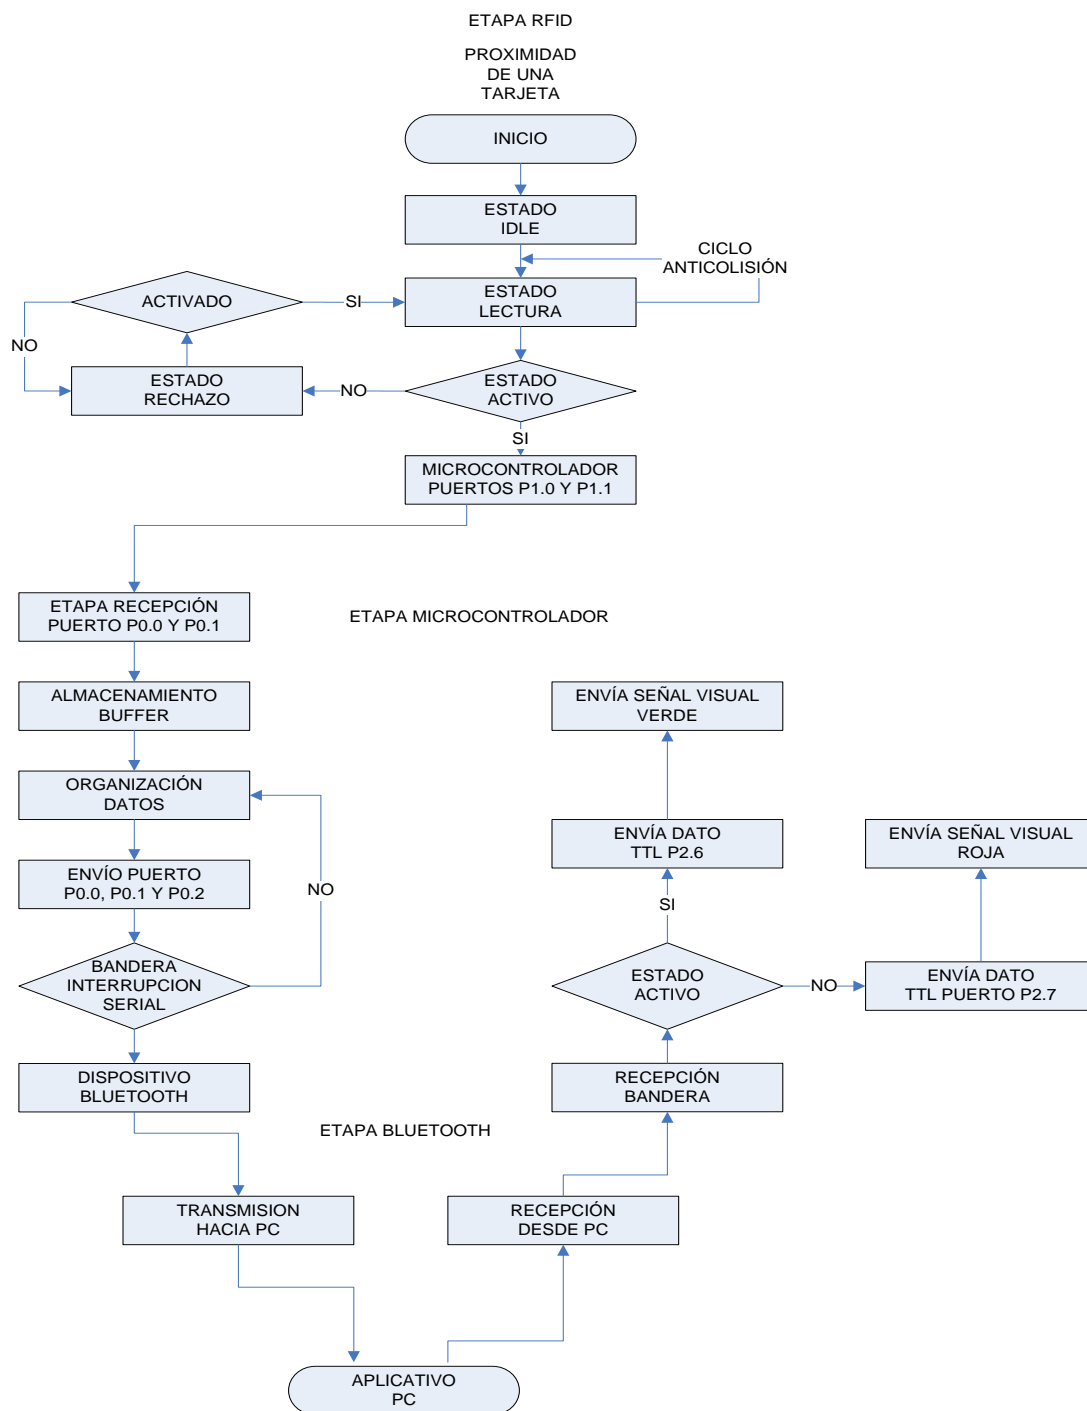 ETAPA RFID
PROXIMIDAD
DE UNA
TARJETA
INICIO
ESTADO
IDLE
CICLO
ANTICOLISIÓN
ACTIVADO
SI
ESTADO
LECTURA
NO
ESTADO
RECHAZO
NO
ESTADO
ACTIVO
SI
MICROCONTROLADOR
PUERTOS P1.0 Y P1.1
ETAPA RECEPCIÓN
PUERTO P0.0 Y P0.1
ETAPA MICROCONTROLADOR
ALMACENAMIENTO
BUFFER
ENVÍA SEÑAL VISUAL
VERDE
ORGANIZACIÓN
DATOS
ENVÍA DATO
TTL P2.6
ENVÍA SEÑAL VISUAL
ROJA
ENVÍO PUERTO
P0.0, P0.1 Y P0.2
NO
SI
BANDERA
INTERRUPCION
SERIAL
ESTADO
ACTIVO
NO
ENVÍA DATO
TTL PUERTO P2.7
DISPOSITIVO
BLUETOOTH
RECEPCIÓN
BANDERA
ETAPA BLUETOOTH
TRANSMISION
HACIA PC
RECEPCIÓN
DESDE PC
APLICATIVO
PC